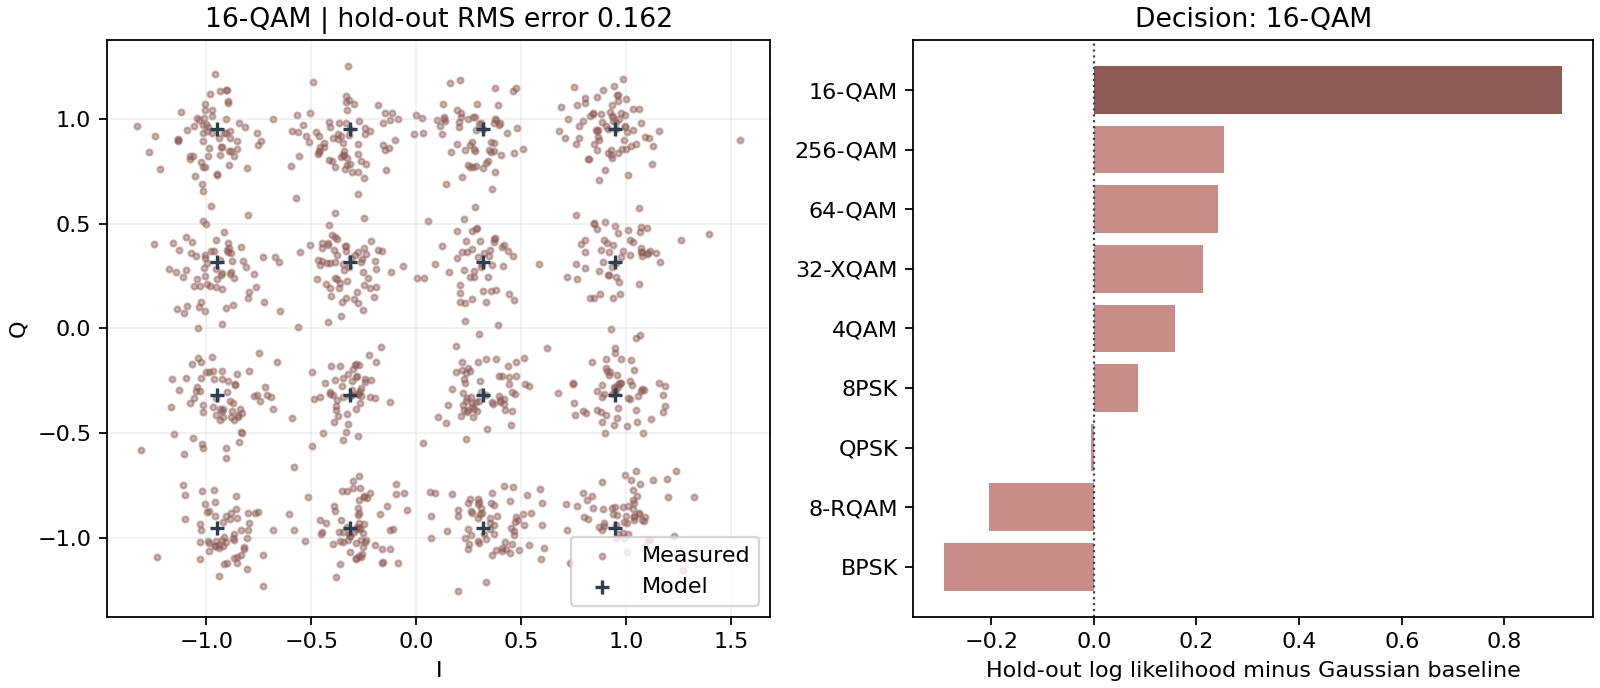 16-QAM | hold-out RMS error 0.162
Q
1.0
0.5
0.0
−0.5
−1.0
−1.0
−0.5
0.0
0.5
1.0
1.5
I
Measured
Model
Decision: 16-QAM
16-QAM
256-QAM
64-QAM
32-XQAM
4QAM
8PSK
QPSK
8-RQAM
BPSK
−0.2
0.0
0.2
0.4
0.6
0.8
Hold-out log likelihood minus Gaussian baseline